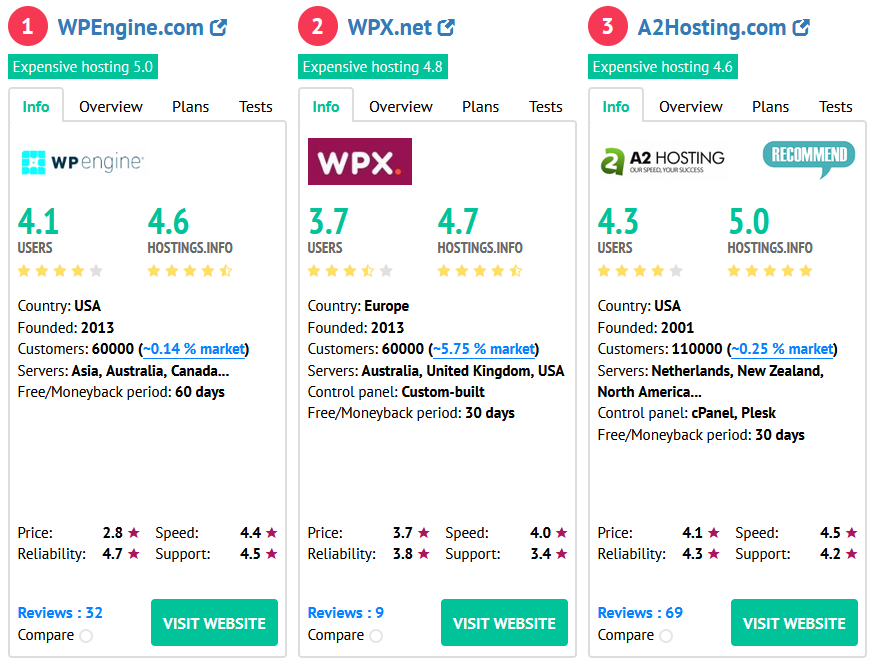 1 WPEngine.com
Expensive hosting 5.0
Info Overview Plans Tests
WP engine
4.1 4.6
USERS HOSTINGS.INFO
Country: USA
Founded: 2013
Customers: 60000 (~0.14 % market)
Servers: Asia, Australia, Canada...
Free/Moneyback period: 60 days
Price: 2.8 Speed: 4.4
Reliability: 4.7 Support: 4.5
Reviews : 32
Compare
VISIT WEBSITE
2 WPX.net
Expensive hosting 4.8
Info Overview Plans Tests
WPX.
3.7 4.7
USERS HOSTINGS.INFO
Country: Europe
Founded: 2013
Customers: 60000 (~5.75 % market)
Servers: Australia, United Kingdom, USA
Control panel: Custom-built
Free/Moneyback period: 30 days
Price: 3.7 Speed: 4.0
Reliability: 3.8 Support: 3.4
Reviews : 9
Compare
VISIT WEBSITE
3 A2Hosting.com
Expensive hosting 4.6
Info Overview Plans Tests
A2 HOSTING
OUR SPEED, YOUR SUCCESS
RECOMMEND
4.3 5.0
USERS HOSTINGS.INFO
Country: USA
Founded: 2001
Customers: 110000 (~0.25 % market)
Servers: Netherlands, New Zealand,
North America...
Control panel: cPanel, Plesk
Free/Moneyback period: 30 days
Price: 4.1 Speed: 4.5
Reliability: 4.3 Support: 4.2
Reviews : 69
Compare
VISIT WEBSITE